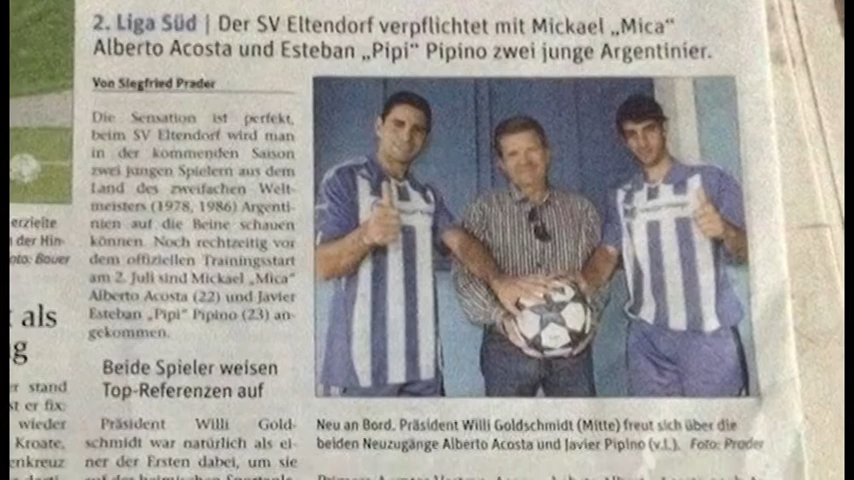 2. Liga Süd | Der SV Eltendorf verpflichtet mit Mickael „Mica“
Alberto Acosta und Esteban „Pipi“ Pipino zwei junge Argentinier.
Von Siegfried Prader
Die Sensation ist perfekt,
beim SV Eltendorf wird man
in der kommenden Saison
zwei jungen Spielern aus dem
Land des zweifachen Welt-
meisters (1978, 1986) Argenti-
nien auf die Beine schauen
können. Noch rechtzeitig vor
dem offiziellen Trainingsstart
am 2. Juli sind Mickael „Mica“
Alberto Acosta (22) und Javier
Esteban „Pipi“ Pipino (23) an-
gekommen.
Beide Spieler weisen
Top-Referenzen auf
Präsident Willi Gold-
schmidt war natürlich als ei-
ner der Ersten dabei, um sie
auf der heimischen
Neu an Bord. Präsident Willi Goldschmidt (Mitte) freut sich über die
beiden Neuzugänge Alberto Acosta und Javier Pipino (v.l.). Foto: Prader
erzielte
der Hin-
oto: Bauer
als
g
stand
er fix:
wieder
Kroate,
enkreuz